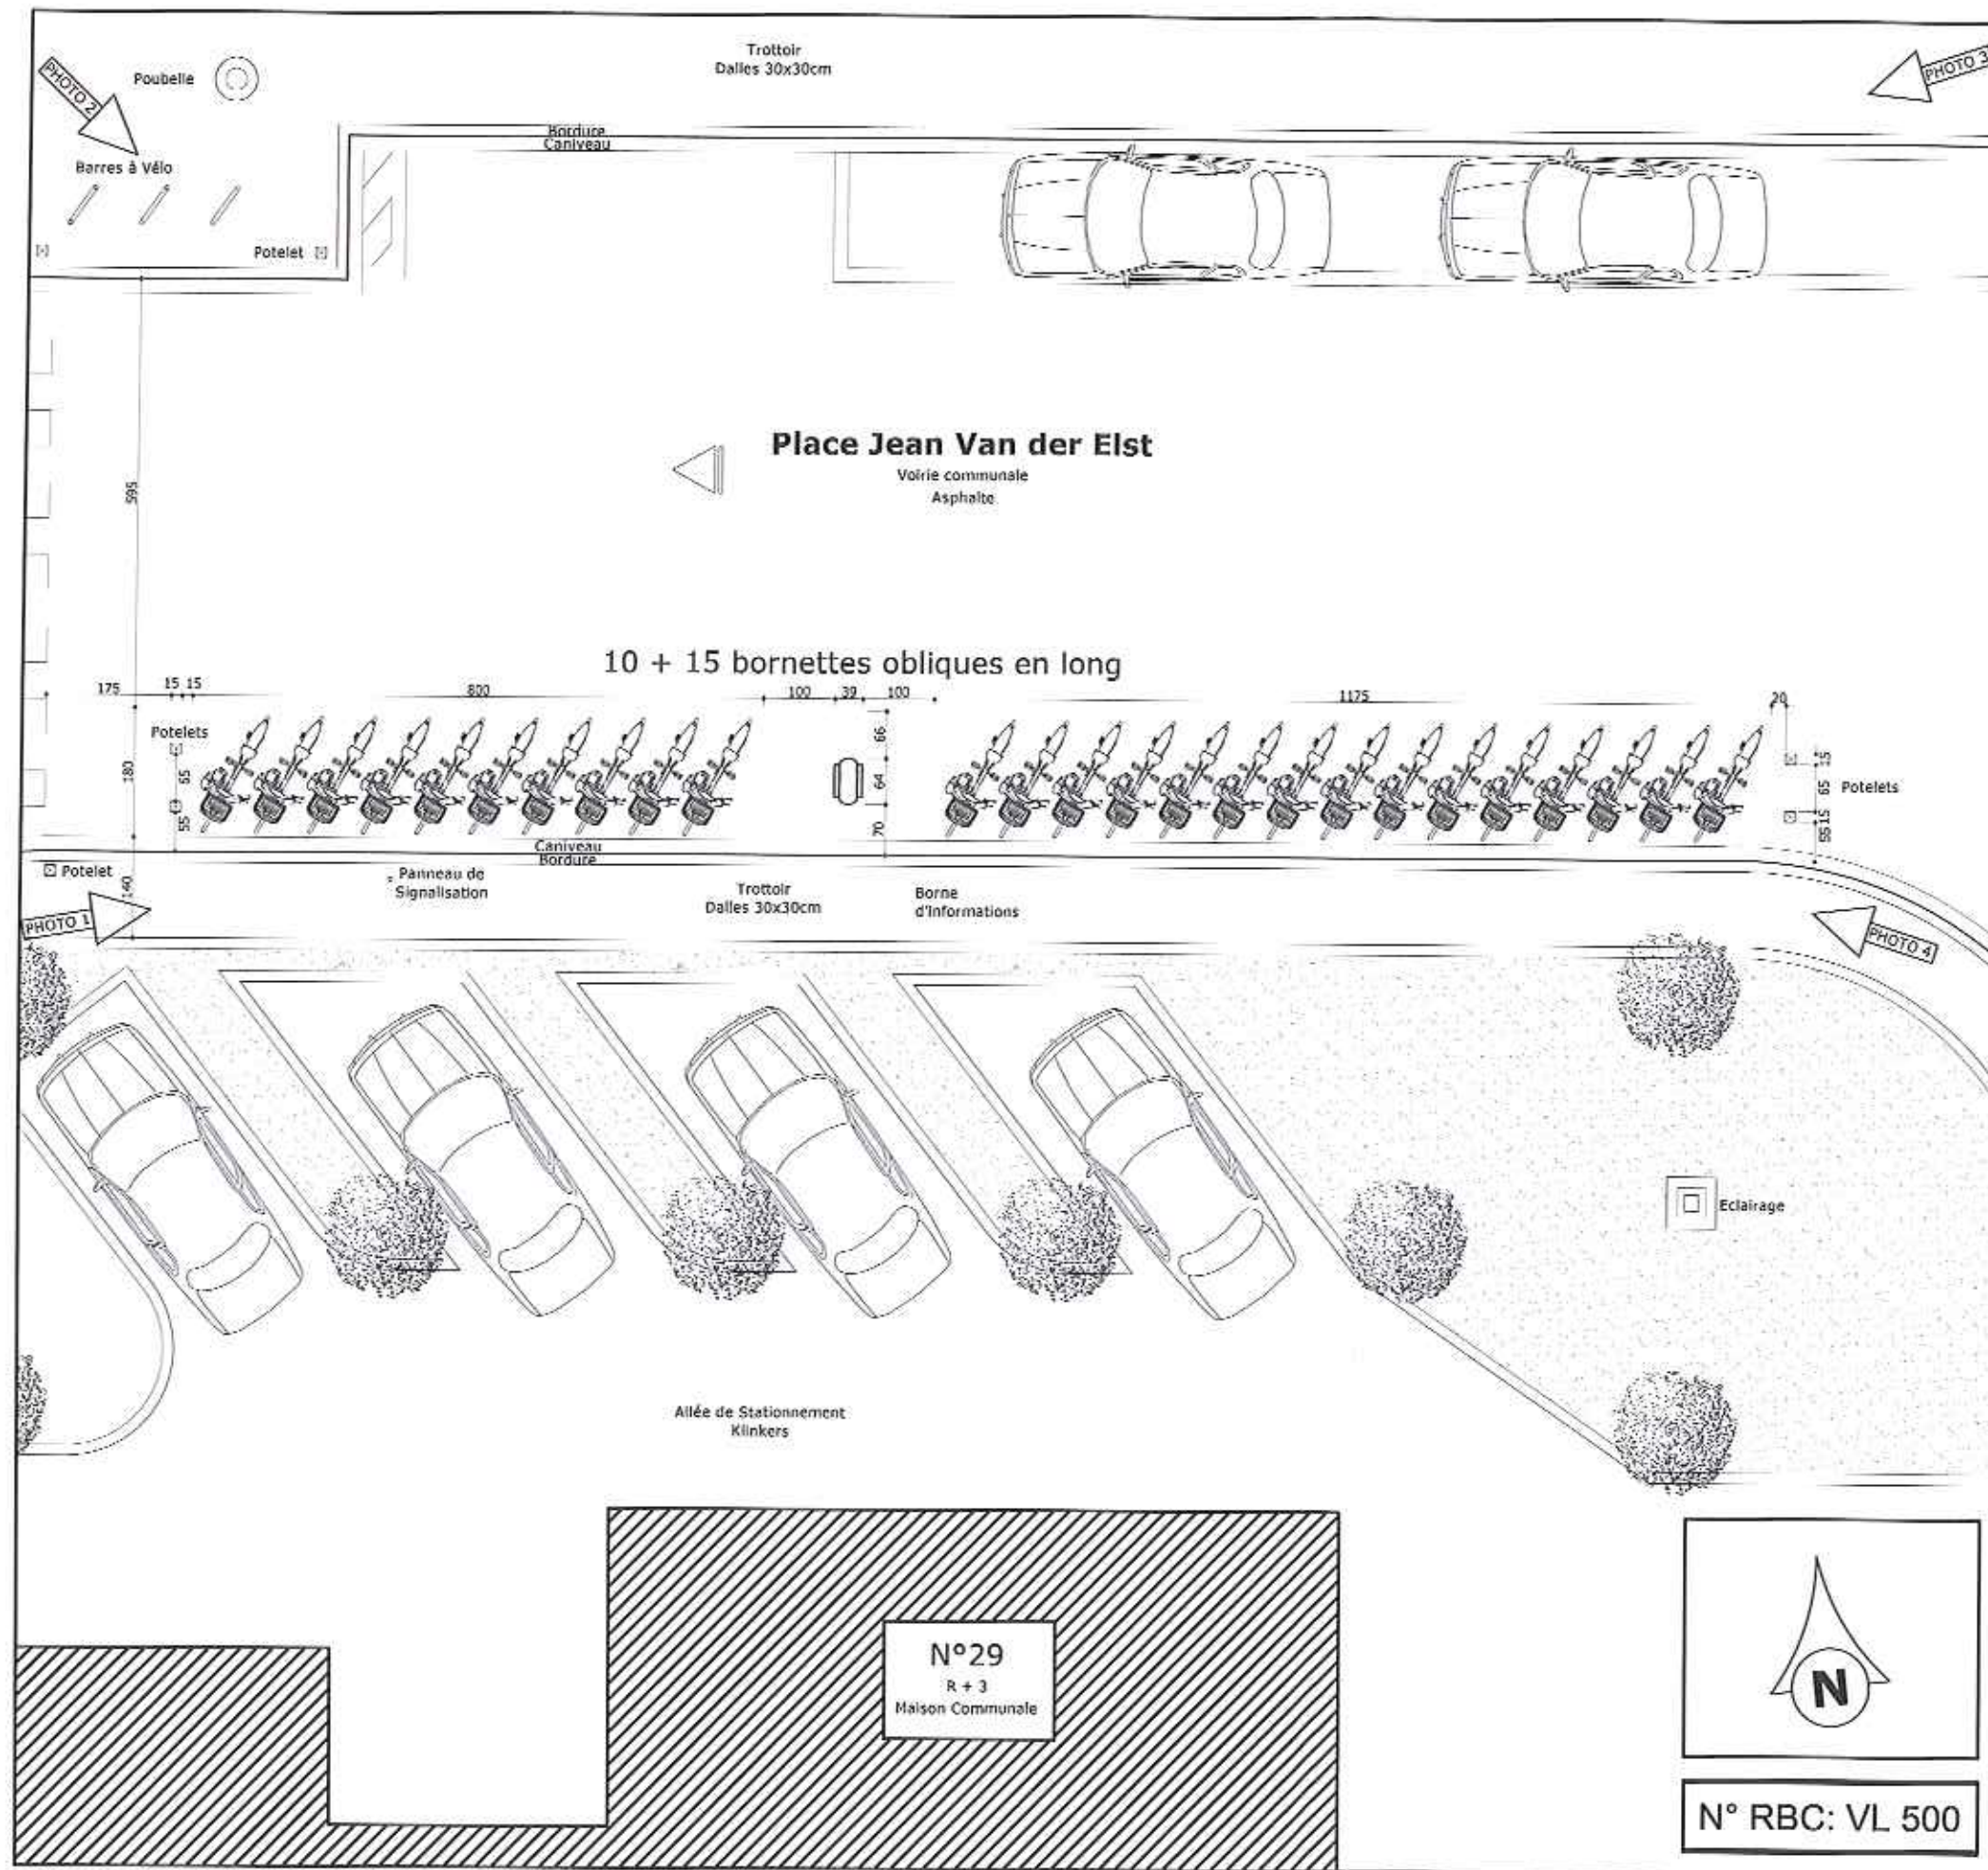 Trottoir
Dalles 30x30cm
PHOTO 3
PHOTO 2
Poubelle
Bordure
Caniveau
Barres à Vélo
Potelet
Place Jean Van der Elst
Voirie communale
Asphalte
595
10 + 15 bornettes obliques en long
175
15 15
800
100
39
100
1175
20
Potelets
180
65
55
66
64
70
15
65
15
55
Potelets
Caniveau
Bordure
Potelet
140
Panneau de
Signalisation
Trottoir
Dalles 30x30cm
Borne
d'Informations
PHOTO 1
PHOTO 4
Eclairage
Allée de Stationnement
Klinkers
N°29
R + 3
Maison Communale
N
N° RBC: VL 500